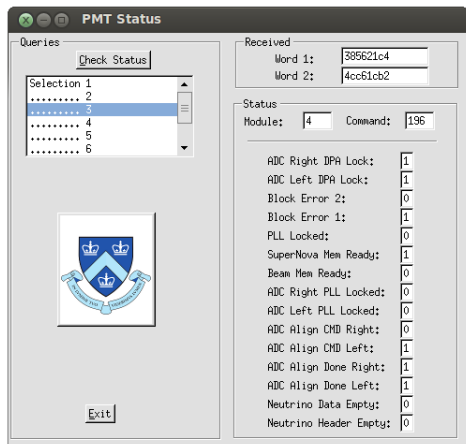 PMT Status
Queries
Check Status
Selection 1
......... 2
......... 3
......... 4
......... 5
......... 6
Exit
Received
Word 1: 385621c4
Word 2: 4cc61cb2
Status
Module: 4 Command: 196
ADC Right DPA Lock: 1
ADC Left DPA Lock: 1
Block Error 2: 0
Block Error 1: 1
PLL Locked: 0
SuperNova Mem Ready: 1
Beam Mem Ready: 0
ADC Right PLL Locked: 0
ADC Left PLL Locked: 0
ADC Align CMD Right: 0
ADC Align CMD Left: 1
ADC Align Done Right: 1
ADC Align Done Left: 1
Neutrino Data Empty: 0
Neutrino Header Empty: 0